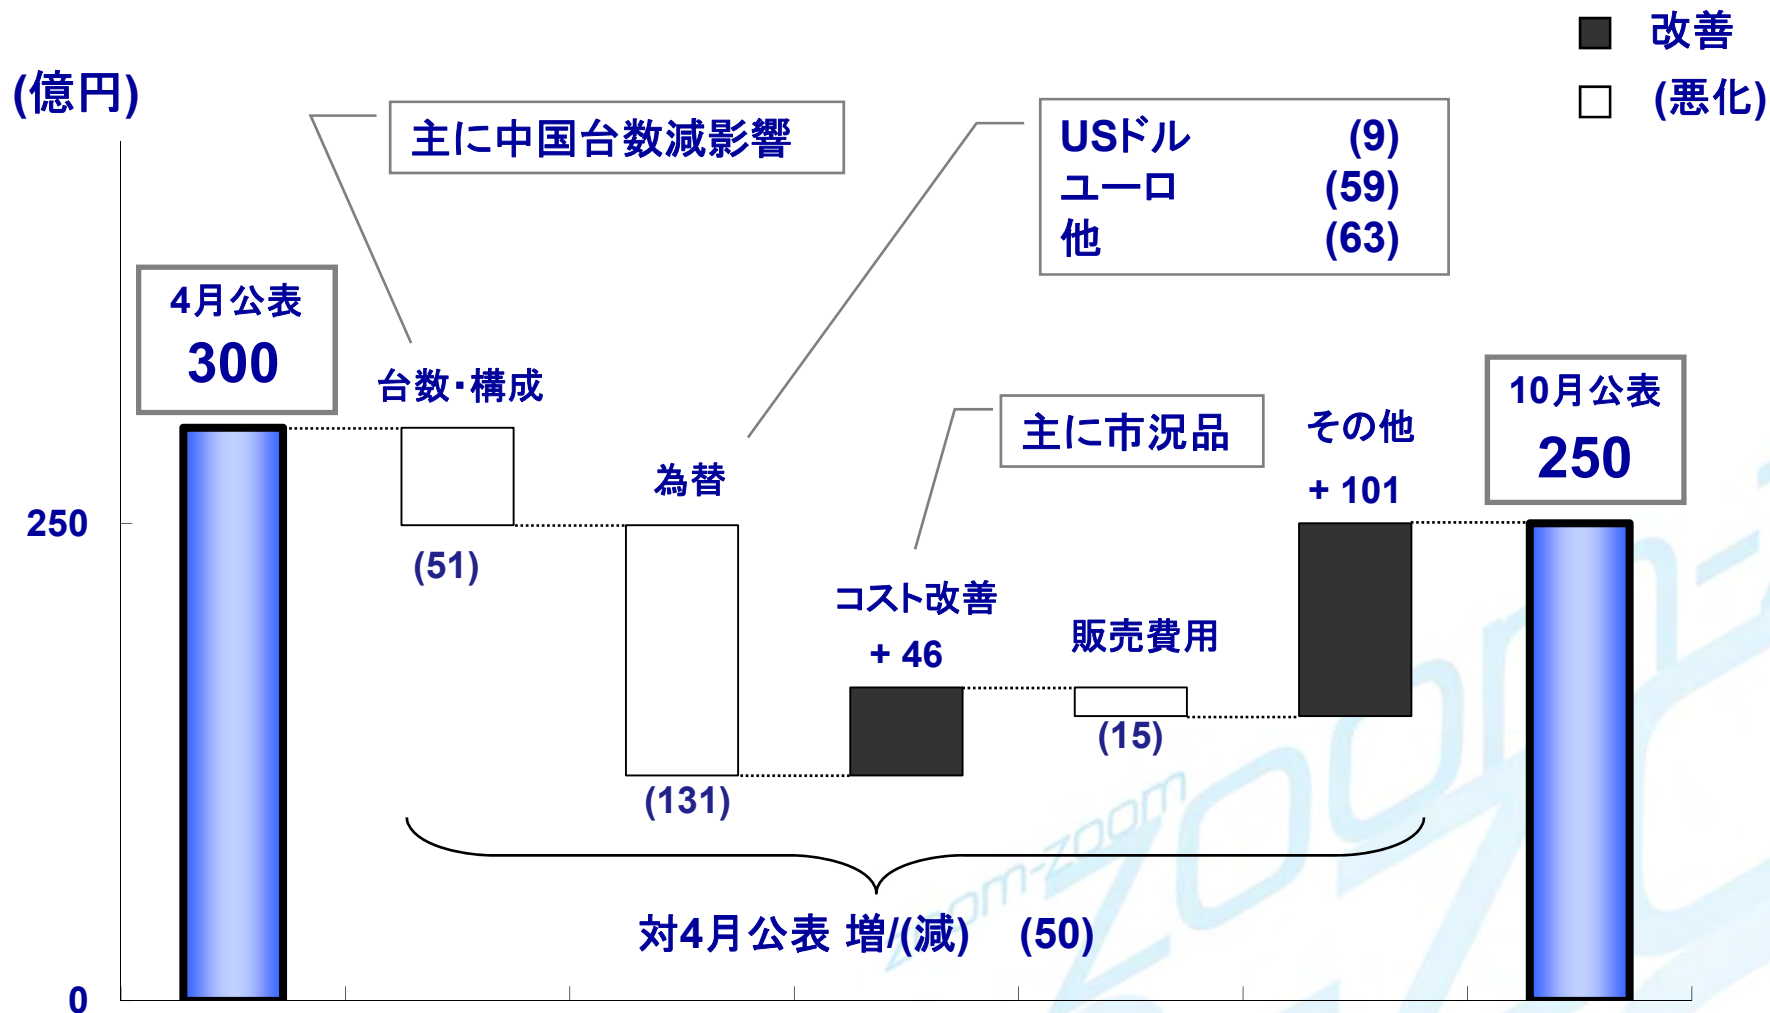 改善
(悪化)
(億円)
主に中国台数減影響
USドル (9)
ユーロ (59)
他 (63)
4月公表
300
台数・構成
為替
主に市況品
その他
+ 101
10月公表
250
250
(51)
コスト改善
+ 46
販売費用
(15)
(131)
対4月公表 増/(減) (50)
0
zoom-zoom
zoom-z